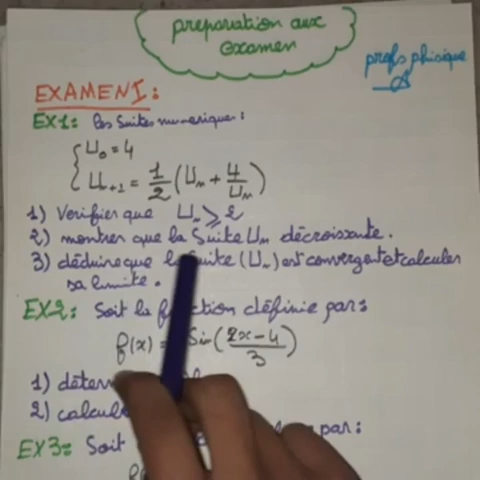 preparation aux
examen
profs phisique
EXAMEN I:
EX1: les Suites numerique:
U₀ = 4
Uₙ₊₁ = 1/2 (Uₙ + 4/Uₙ)
1) Verifier que Uₙ ≥ 2
2) montrer que la Suite Uₙ décroissante.
3) déduire que la Suite (Uₙ) est convergent et calculer
sa limite.
EX2: Soit la fonction définie par:
f(x) = Sin(2x-4/3)
1) déter
2) calcul
EX3: Soit par: